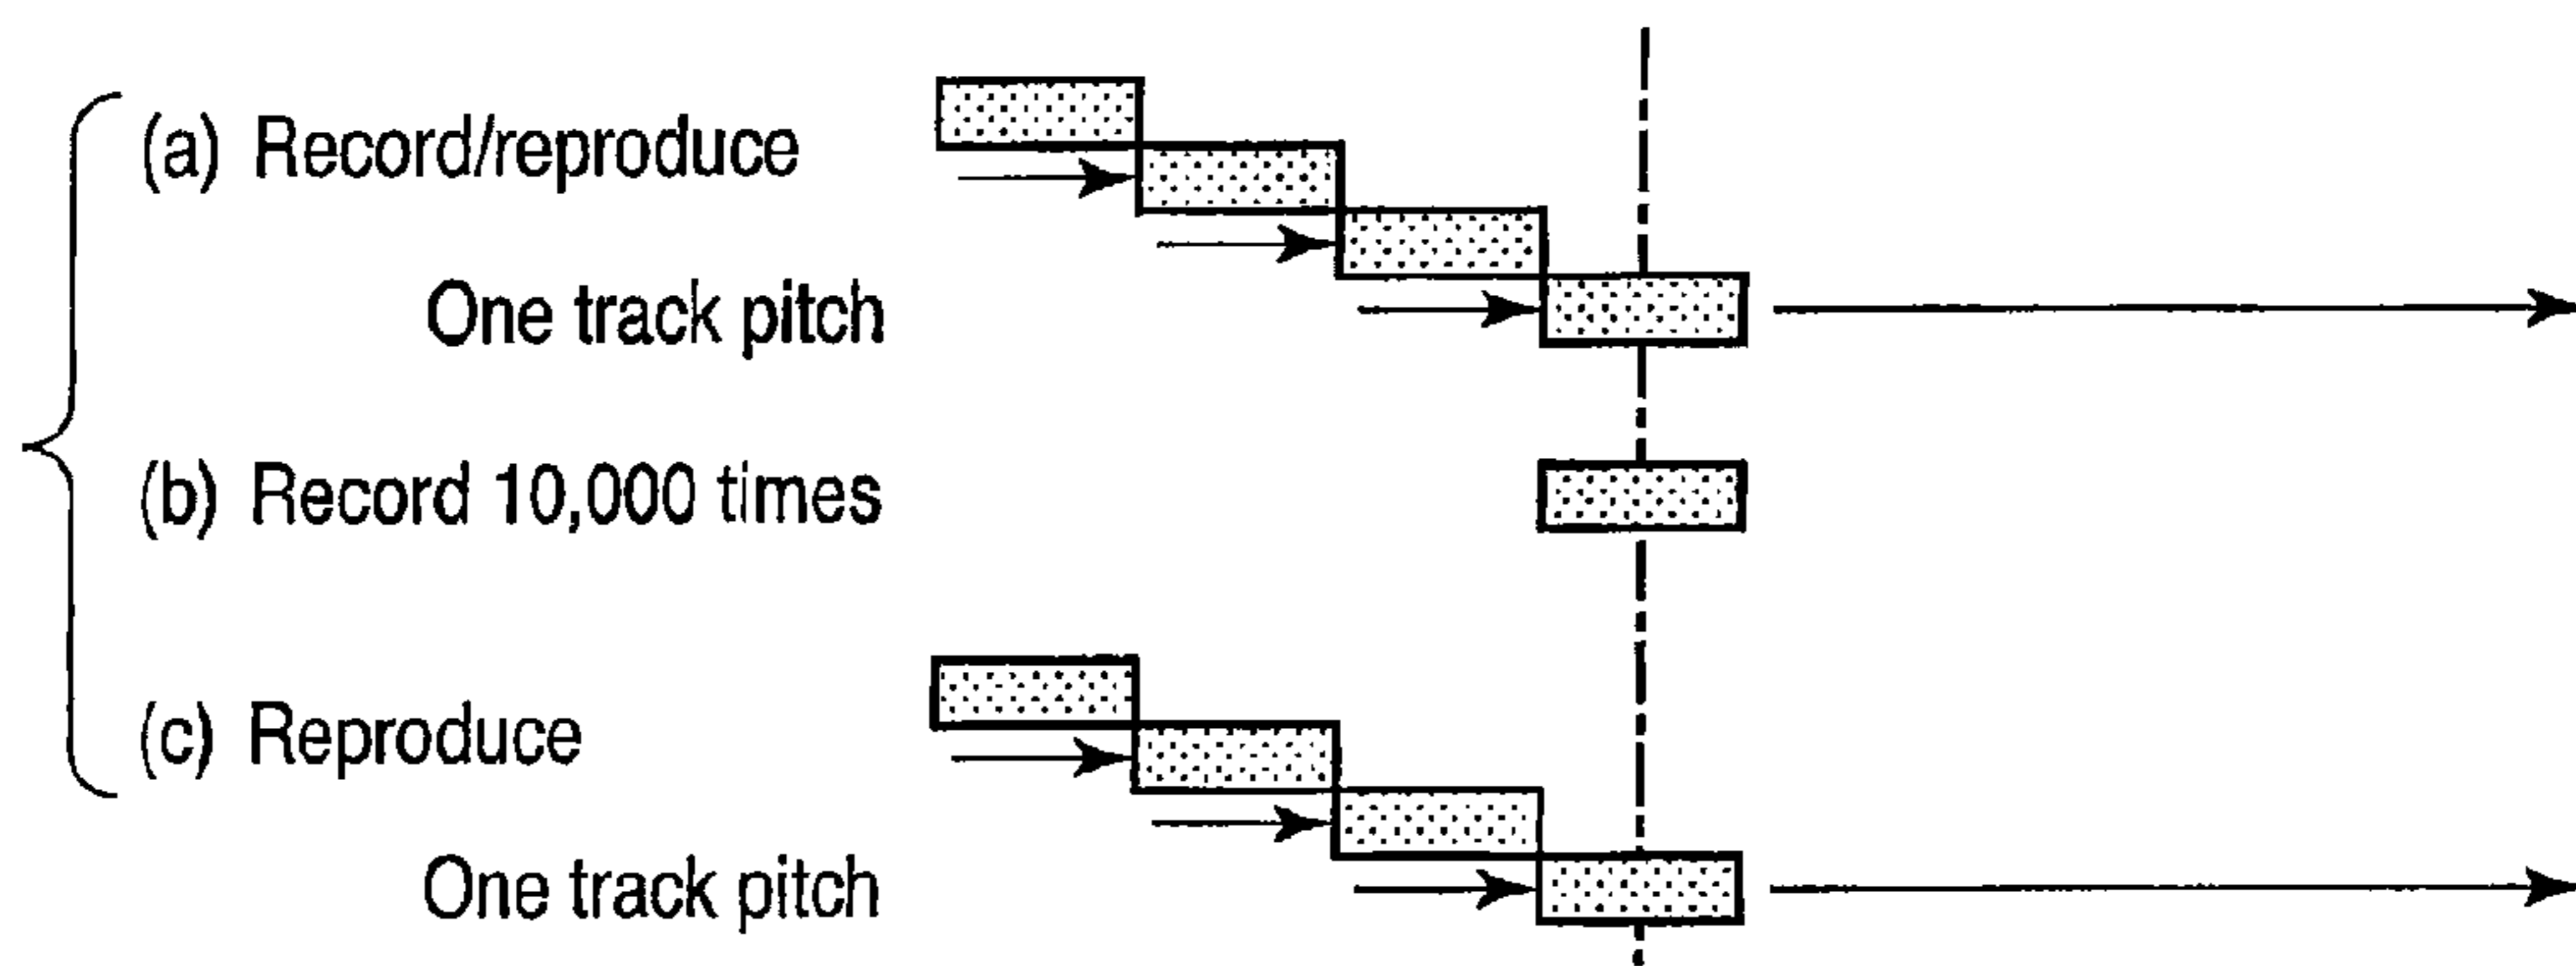 (a) Record/reproduce
One track pitch
(b) Record 10,000 times
(c) Reproduce
One track pitch